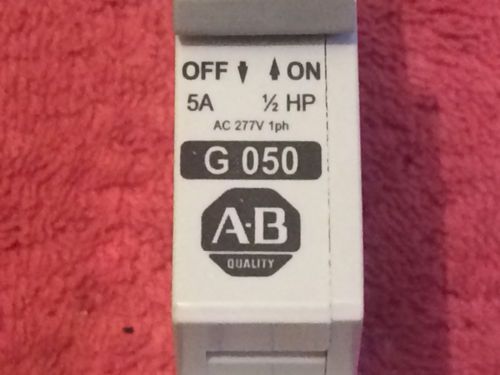 OFF ON
5A ½ HP
AC 277V 1ph
G 050
A-B
QUALITY